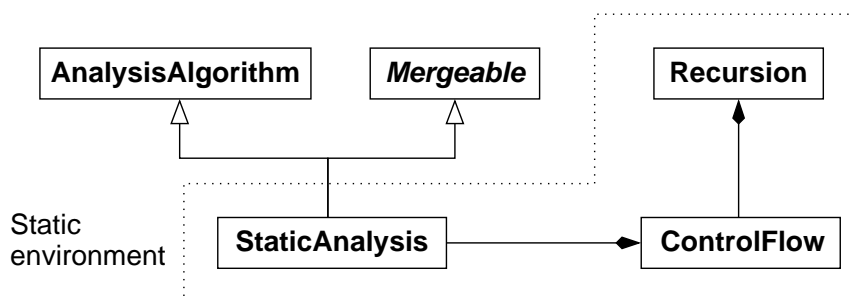 AnalysisAlgorithm
Mergeable
Recursion
Static
environment
StaticAnalysis
ControlFlow